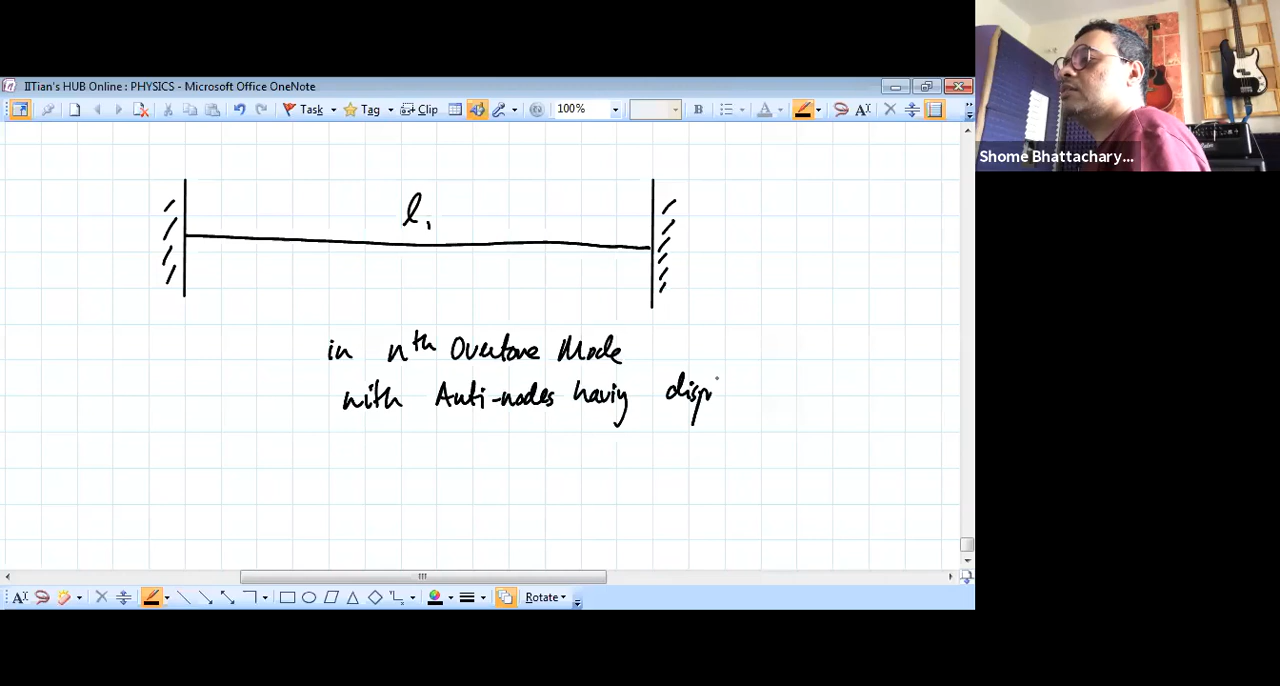 IITian's HUB Online : PHYSICS - Microsoft Office OneNote
Task Tag Clip 100% B A
Shome Bhattachary...
l1
in nth Overtone Mode
with Anti-nodes having disp
Rotate